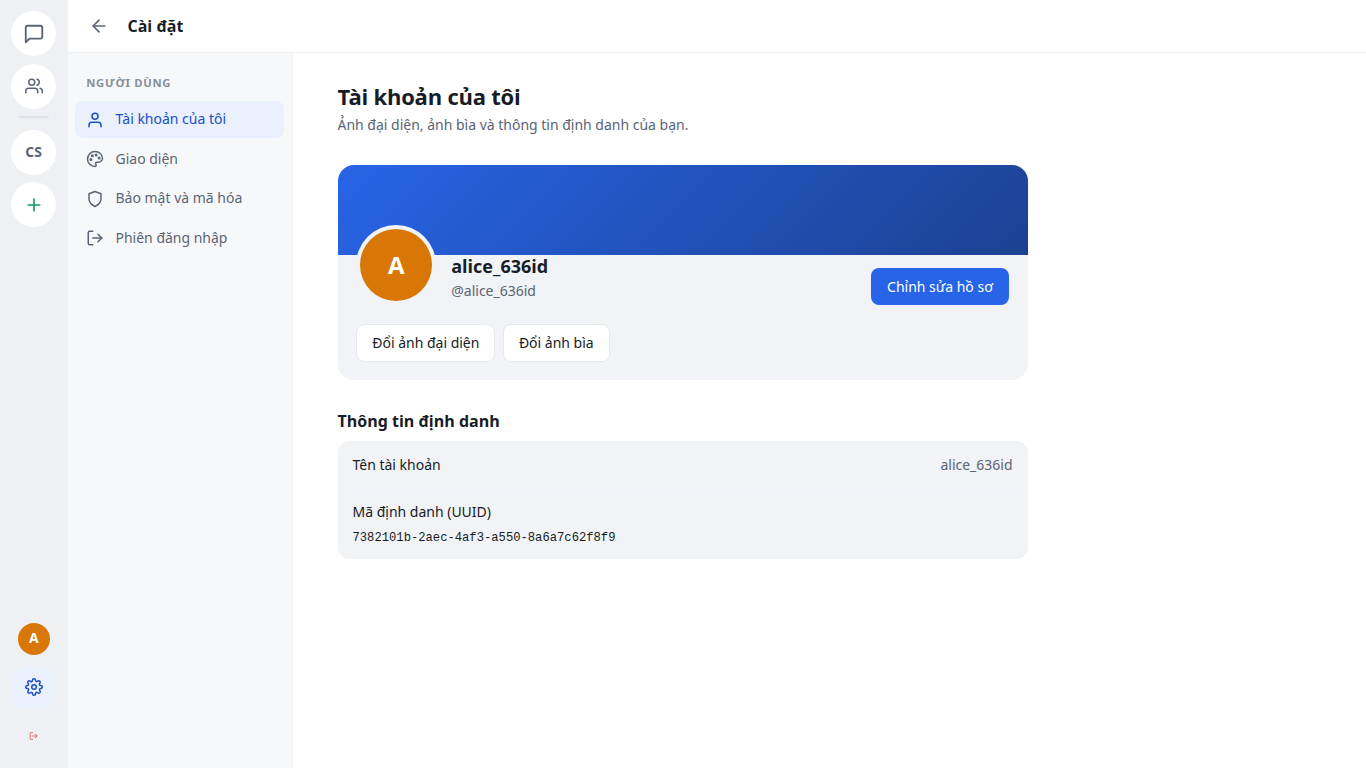 Cài đặt
CS
NGƯỜI DÙNG
Tài khoản của tôi
Giao diện
Bảo mật và mã hóa
Phiên đăng nhập
A
Tài khoản của tôi
Ảnh đại diện, ảnh bìa và thông tin định danh của bạn.
A
alice_636id
@alice_636id
Chỉnh sửa hồ sơ
Đổi ảnh đại diện
Đổi ảnh bìa
Thông tin định danh
Tên tài khoản
alice_636id
Mã định danh (UUID)
7382101b-2aec-4af3-a550-8a6a7c62f8f9